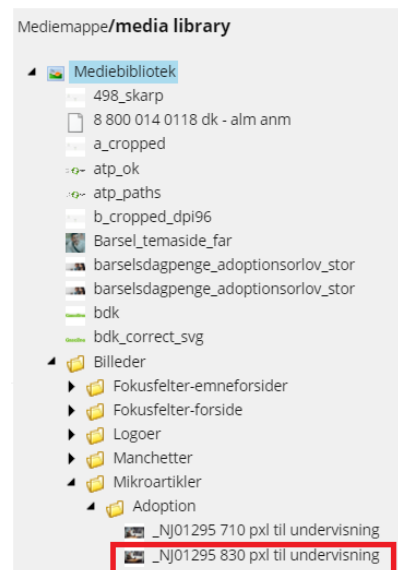 Mediemappe/media library
Mediebibliotek
498_skarp
8 800 014 0118 dk - alm anm
a_cropped
atp_ok
atp_paths
b_cropped_dpi96
Barsel_temaside_far
barselsdagpenge_adoptionsorlov_stor
barselsdagpenge_adoptionsorlov_stor
bdk
bdk_correct_svg
Billeder
Fokusfelter-emneforsider
Fokusfelter-forside
Logoer
Manchetter
Mikroartikler
Adoption
_NJ01295 710 pxl til undervisning
_NJ01295 830 pxl til undervisning